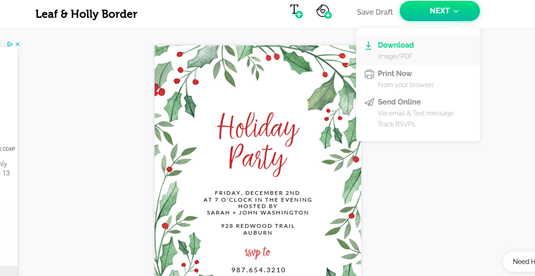 Leaf & Holly Border
Save Draft
NEXT
Download
Image/PDF
Print Now
From your browser
Send Online
Via email & Text message
Track RSVPs
Holiday
Party
FRIDAY, DECEMBER 2ND
AT 7 O'CLOCK IN THE EVENING
HOSTED BY
SARAH + JOHN WASHINGTON
928 REDWOOD TRAIL
AUBURN
rsvp to
987.654.3210
13
Need H